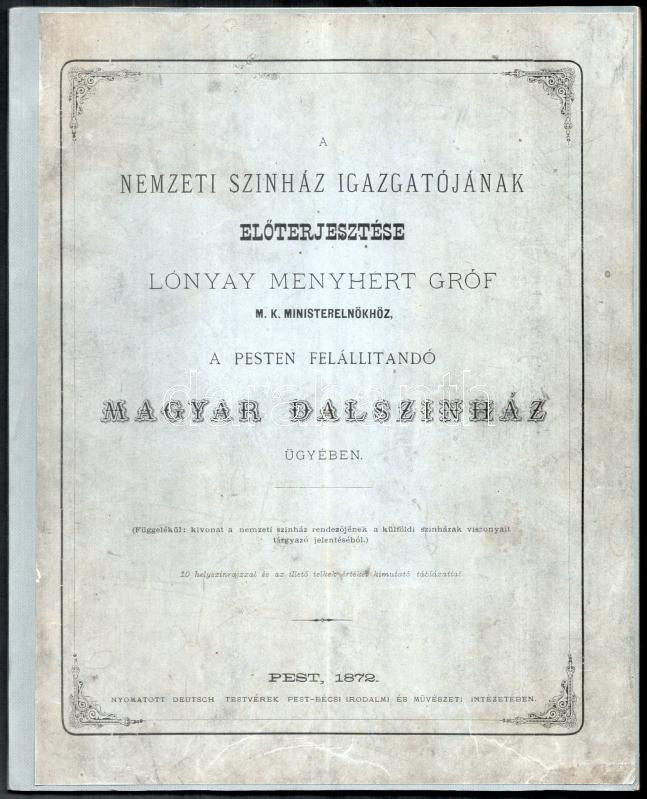 A
NEMZETI SZINHÁZ IGAZGATÓJÁNAK
ELŐTERJESZTÉSE
LÓNYAY MENYHÉRT GRÓF
M. K. MINISTERELNÖKHÖZ,
A PESTEN FELÁLLITANDÓ
MAGYAR DALSZINHÁZ
ÜGYÉBEN.
(Függelékül: kivonat a nemzeti szinház rendezőjének a külföldi szinházak viszonyait
tárgyazó jelentéséből.)
10 helyszinrajzzal és az illető telkek értékét kimutató táblázattal.
PEST, 1872.
NYOMATOTT DEUTSCH TESTVÉREK PEST-BÉCSI IRODALMI ÉS MŰVÉSZETI INTÉZETÉBEN.